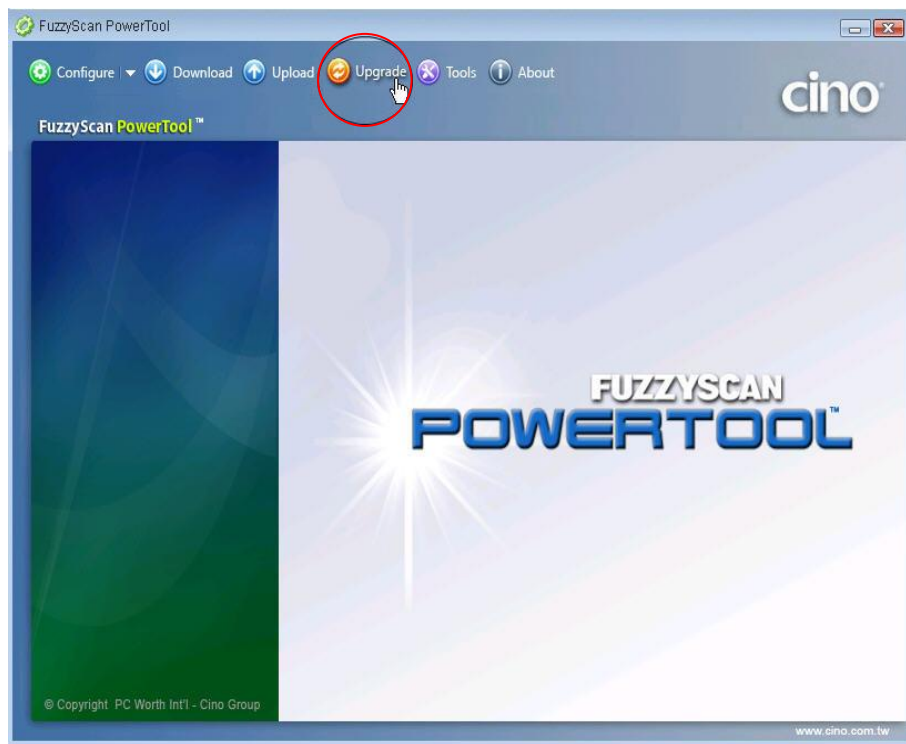 FuzzyScan PowerTool
Configure Download Upload Upgrade Tools About
cino
FuzzyScan PowerTool™
FUZZYSCAN
POWERTOOL™
© Copyright PC Worth Int'l - Cino Group
www.cino.com.tw